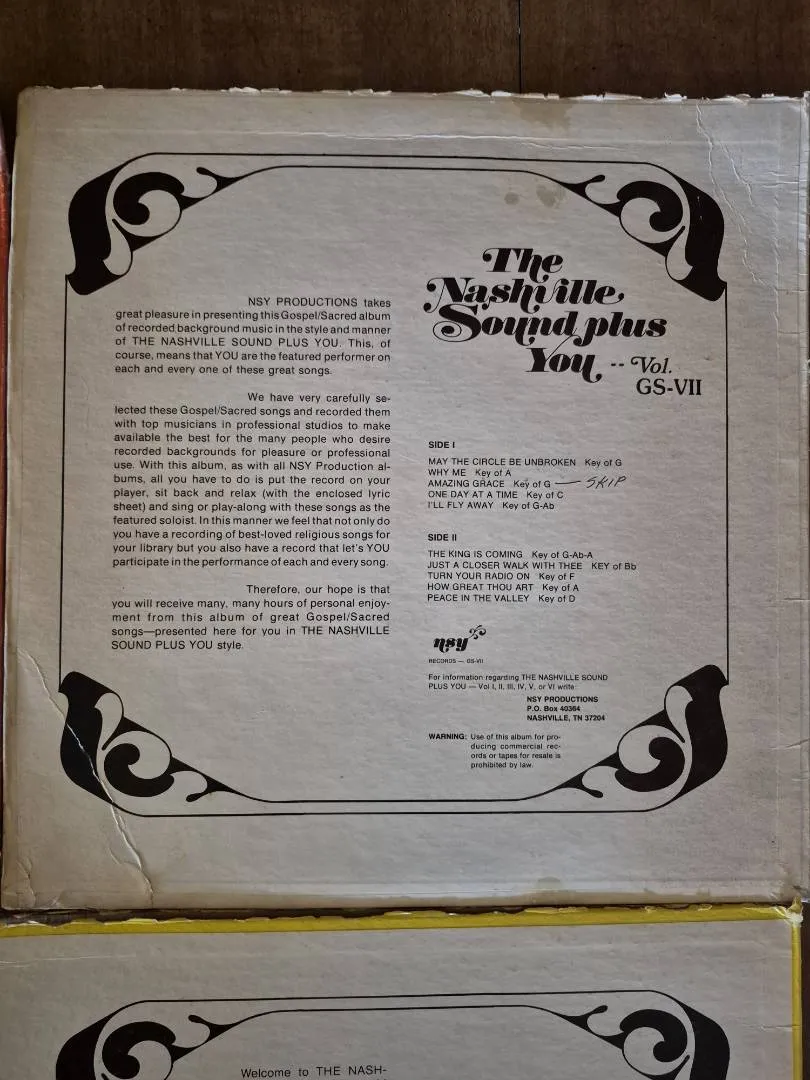 NSY PRODUCTIONS takes
great pleasure in presenting this Gospel/Sacred album
of recorded background music in the style and manner
of THE NASHVILLE SOUND PLUS YOU. This, of
course, means that YOU are the featured performer on
each and every one of these great songs.
We have very carefully se-
lected these Gospel/Sacred songs and recorded them
with top musicians in professional studios to make
available the best for the many people who desire
recorded backgrounds for pleasure or professional
use. With this album, as with all NSY Production al-
bums, all you have to do is put the record on your
player, sit back and relax (with the enclosed lyric
sheet) and sing or play-along with these songs as the
featured soloist. In this manner we feel that not only do
you have a recording of best-loved religious songs for
your library but you also have a record that let's YOU
participate in the performance of each and every song.
Therefore, our hope is that
you will receive many, many hours of personal enjoy-
ment from this album of great Gospel/Sacred
songs—presented here for you in THE NASHVILLE
SOUND PLUS YOU style.
The
Nashville
Sound plus
You -- Vol.
GS-VII
SIDE I
MAY THE CIRCLE BE UNBROKEN Key of G
WHY ME Key of A
AMAZING GRACE Key of G — SKIP
ONE DAY AT A TIME Key of C
I'LL FLY AWAY Key of G-Ab
SIDE II
THE KING IS COMING Key of G-Ab-A
JUST A CLOSER WALK WITH THEE KEY of Bb
TURN YOUR RADIO ON Key of F
HOW GREAT THOU ART Key of A
PEACE IN THE VALLEY Key of D
nsy
RECORDS — GS-VII
For information regarding THE NASHVILLE SOUND
PLUS YOU — Vol I, II, III, IV, V, or VI write:
NSY PRODUCTIONS
P.O. Box 40364
NASHVILLE, TN 37204
WARNING: Use of this album for pro-
ducing commercial rec-
ords or tapes for resale is
prohibited by law.
Welcome to THE NASH-